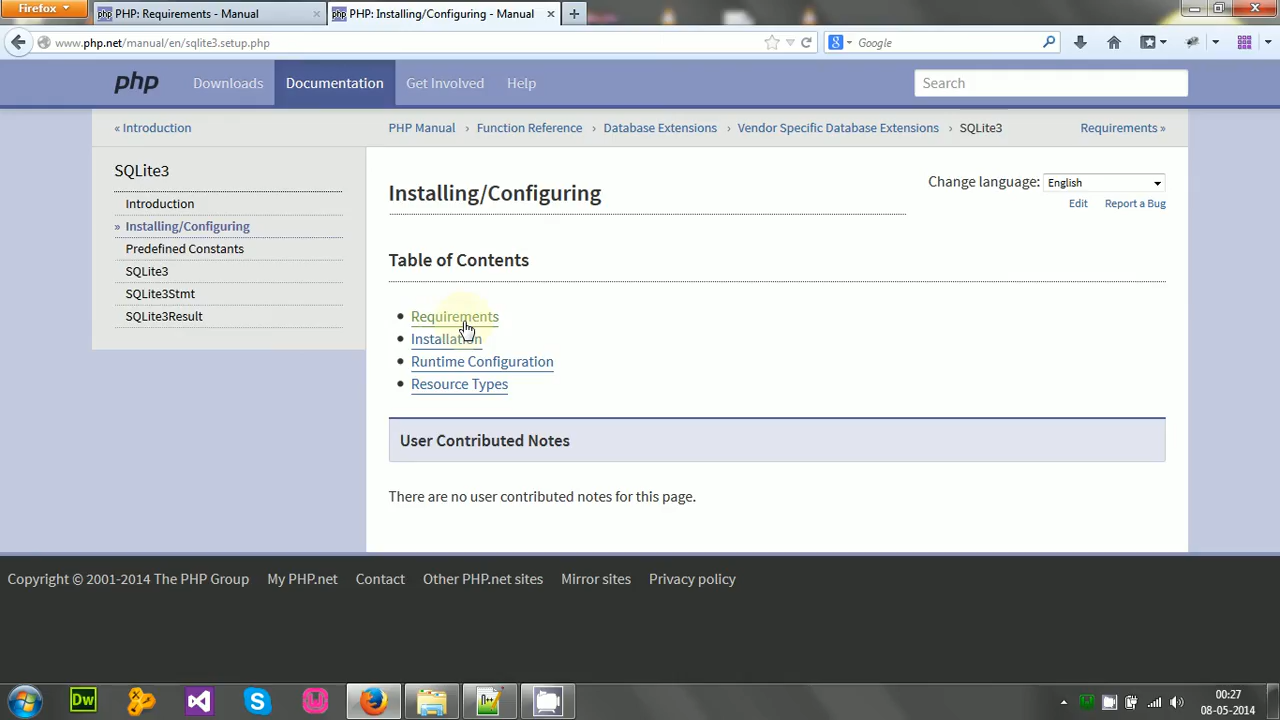 Firefox
PHP: Requirements - Manual
PHP: Installing/Configuring - Manual
www.php.net/manual/en/sqlite3.setup.php
Google
php
Downloads
Documentation
Get Involved
Help
Search
« Introduction
PHP Manual › Function Reference › Database Extensions › Vendor Specific Database Extensions › SQLite3
Requirements »
SQLite3
Introduction
» Installing/Configuring
Predefined Constants
SQLite3
SQLite3Stmt
SQLite3Result
Installing/Configuring
Change language: English
Edit
Report a Bug
Table of Contents
• Requirements
• Installation
• Runtime Configuration
• Resource Types
User Contributed Notes
There are no user contributed notes for this page.
Copyright © 2001-2014 The PHP Group
My PHP.net
Contact
Other PHP.net sites
Mirror sites
Privacy policy
Dw
00:27
08-05-2014